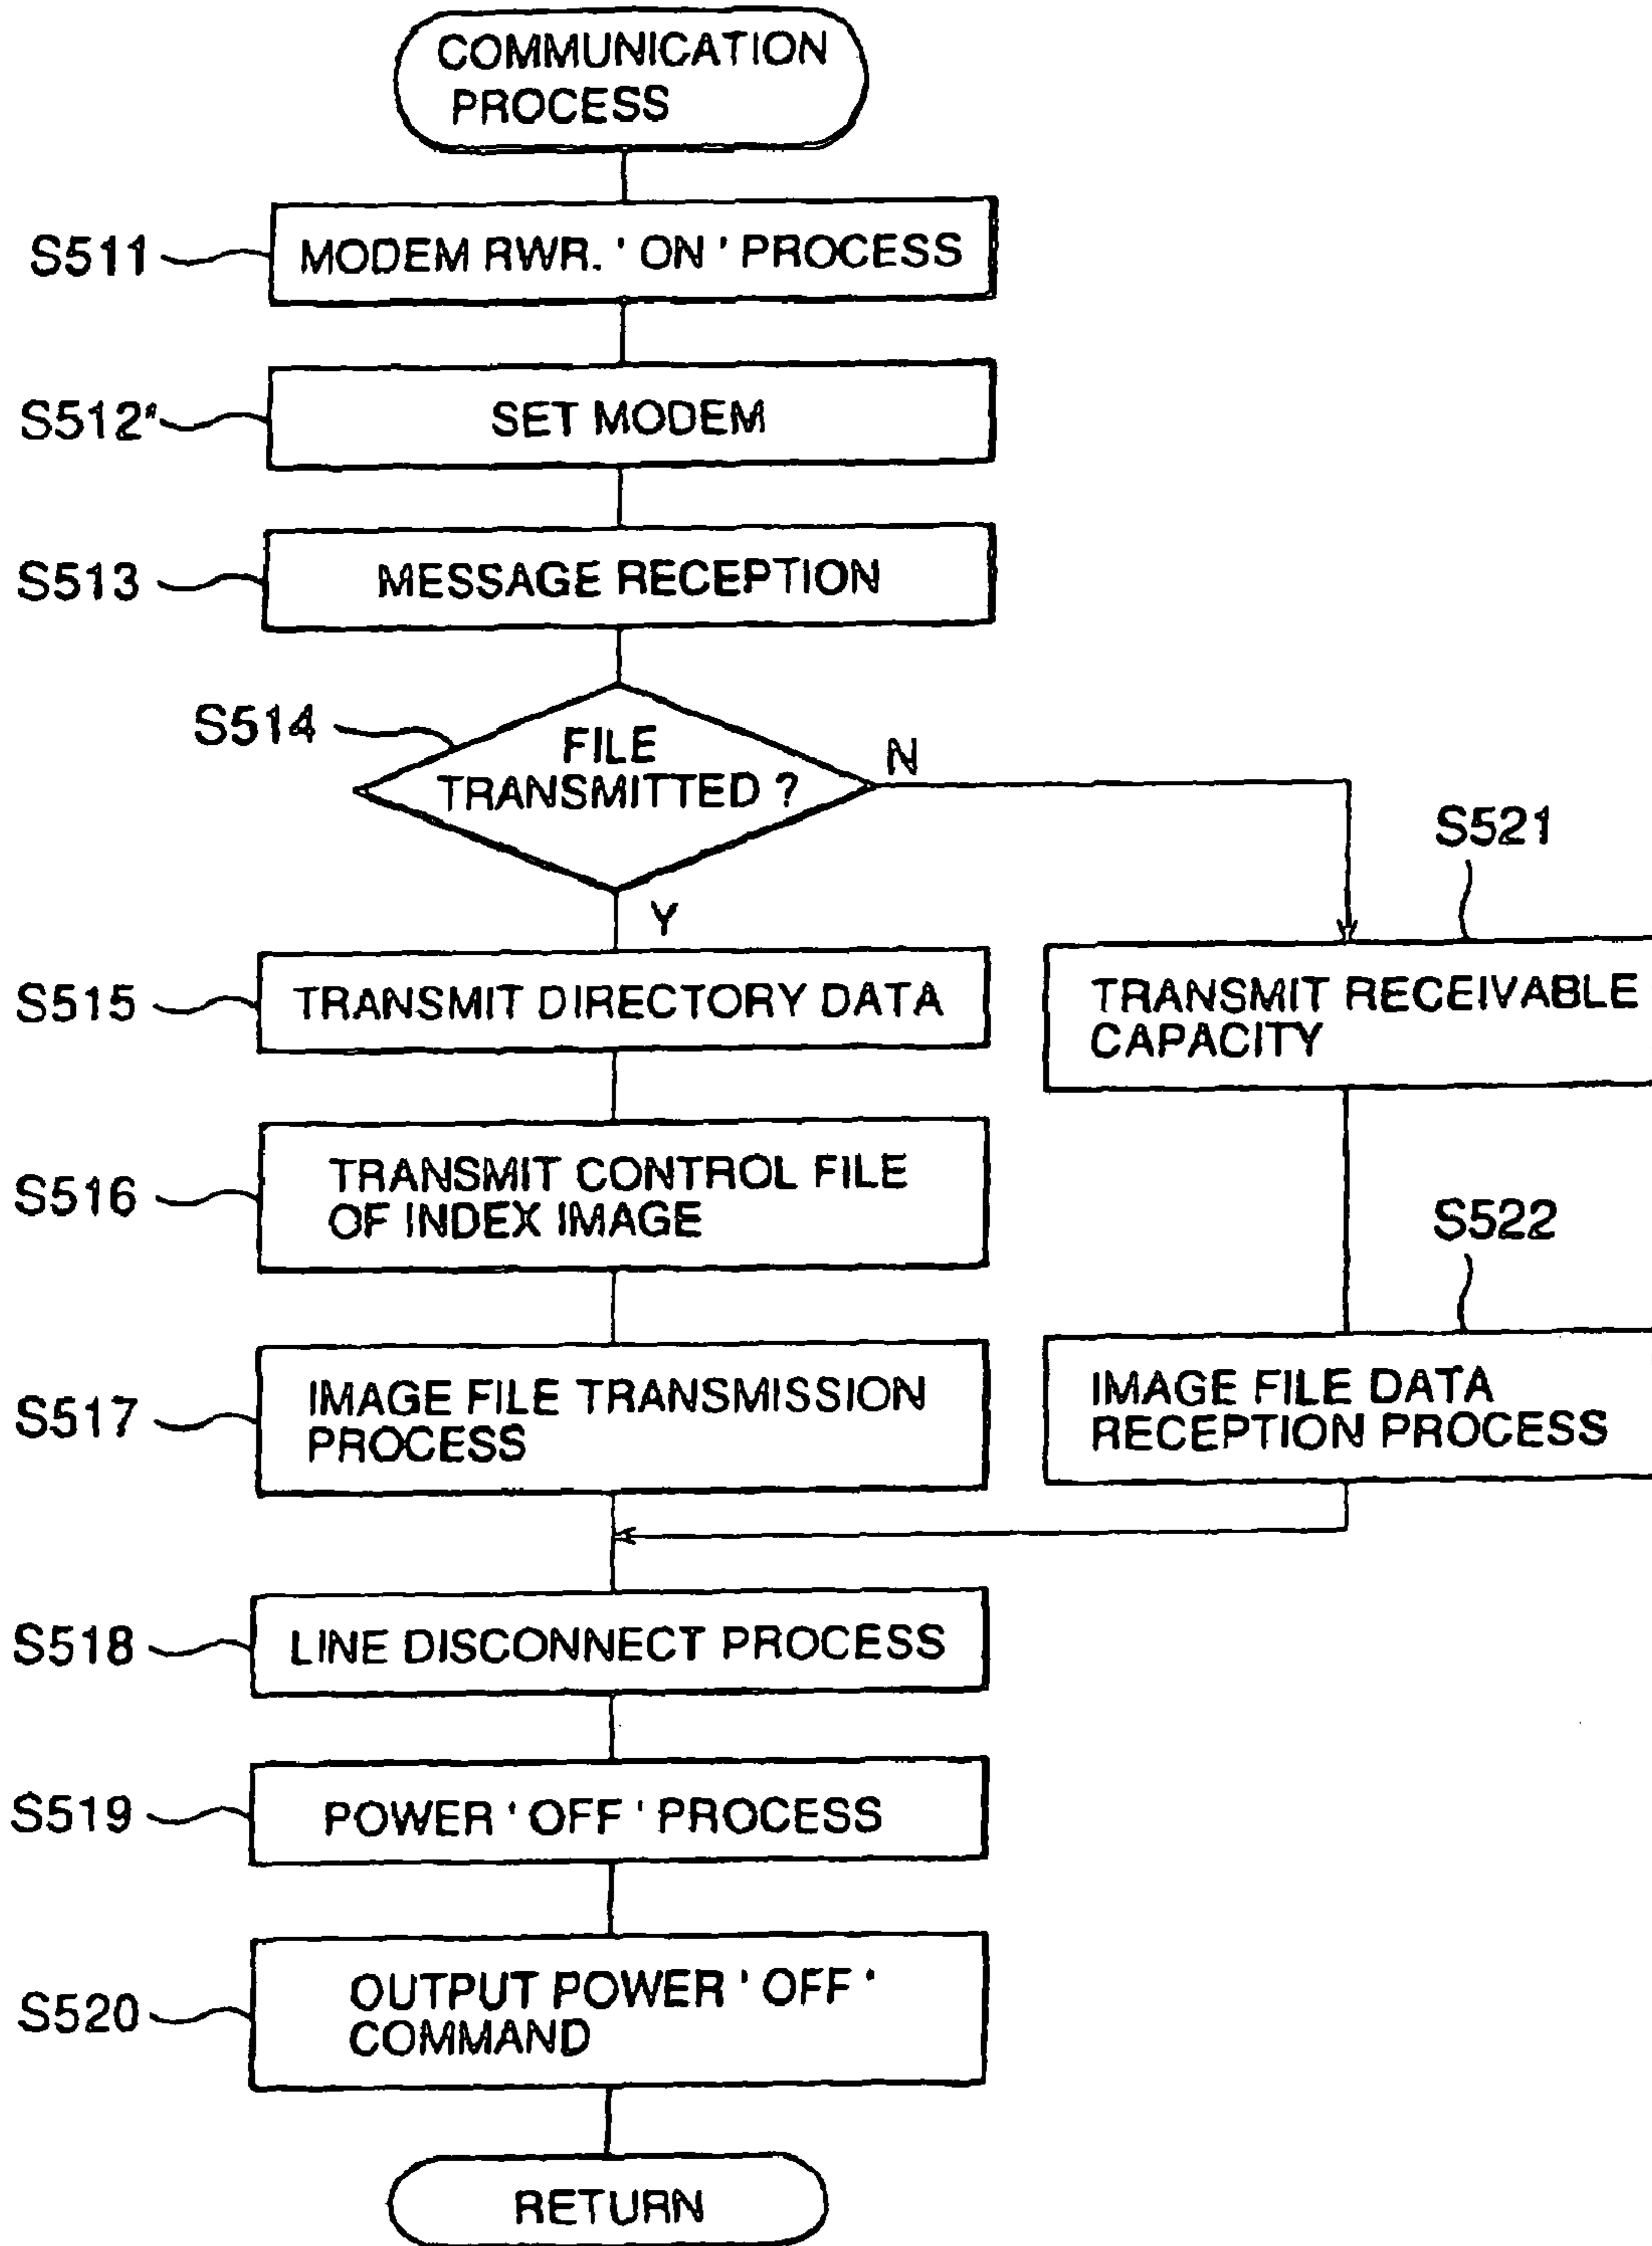 COMMUNICATION
PROCESS
S511
MODEM RWR. ' ON ' PROCESS
S512
SET MODEM
S513
MESSAGE RECEPTION
S514
FILE
TRANSMITTED ?
N
Y
S515
TRANSMIT DIRECTORY DATA
S521
TRANSMIT RECEIVABLE
CAPACITY
S516
TRANSMIT CONTROL FILE
OF INDEX IMAGE
S522
IMAGE FILE DATA
RECEPTION PROCESS
S517
IMAGE FILE TRANSMISSION
PROCESS
S518
LINE DISCONNECT PROCESS
S519
POWER ' OFF ' PROCESS
S520
OUTPUT POWER ' OFF '
COMMAND
RETURN